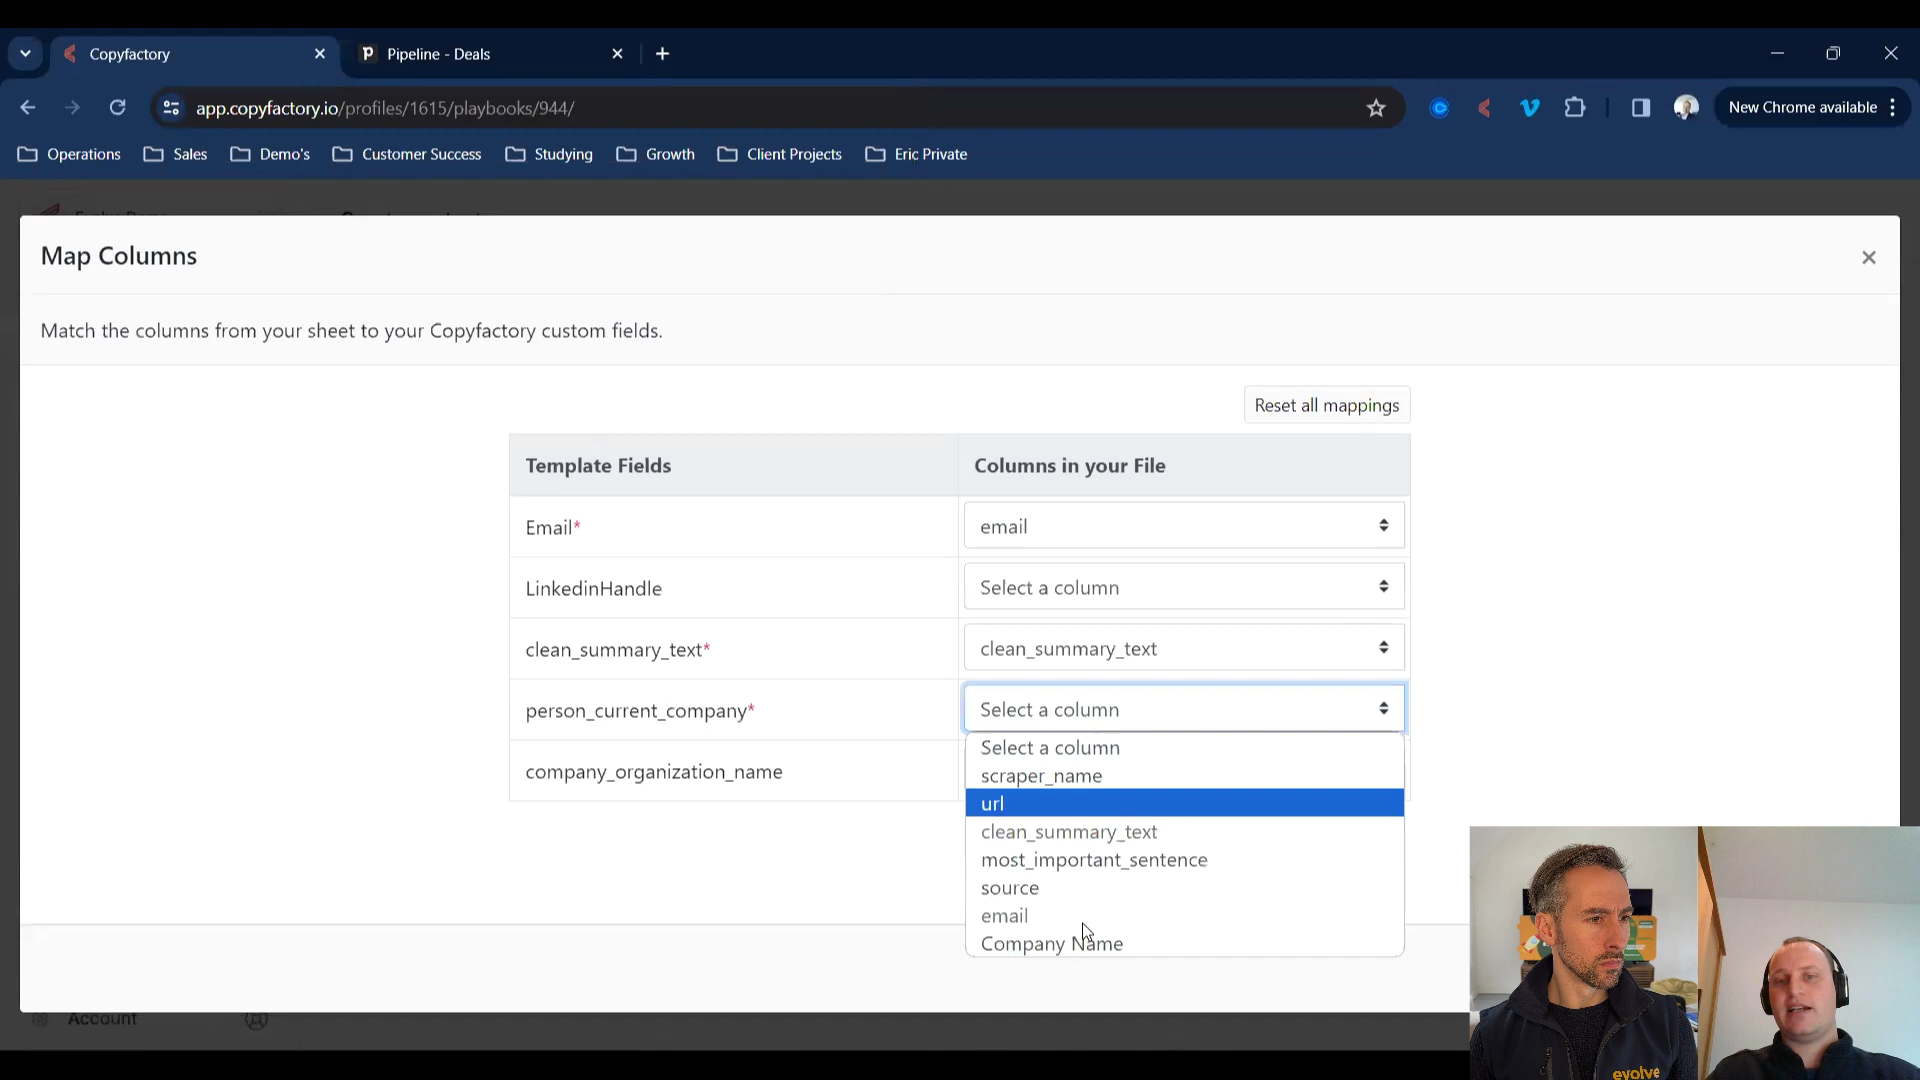 Copyfactory
Pipeline - Deals
app.copyfactory.io/profiles/1615/playbooks/944/
New Chrome available
Operations
Sales
Demo's
Customer Success
Studying
Growth
Client Projects
Eric Private
Map Columns
Match the columns from your sheet to your Copyfactory custom fields.
Reset all mappings
Template Fields
Columns in your File
Email*
email
LinkedinHandle
Select a column
clean_summary_text*
clean_summary_text
person_current_company*
Select a column
company_organization_name
Select a column
scraper_name
url
clean_summary_text
most_important_sentence
source
email
Company Name
Account
evolve